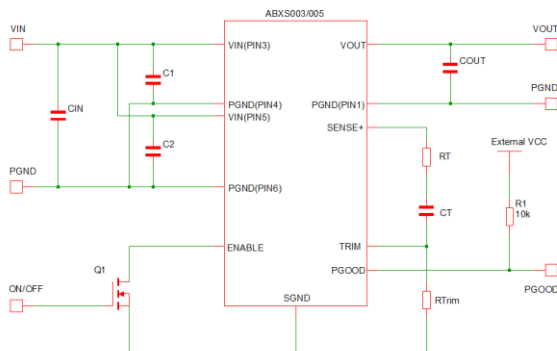 ABXS003/005
VIN
VIN(PIN3)
VOUT
VOUT
C1
COUT
CIN
PGND(PIN4)
PGND(PIN1)
PGND
VIN(PIN5)
SENSE+
C2
RT
External VCC
PGND
PGND(PIN6)
CT
R1
10k
ENABLE
TRIM
Q1
PGOOD
ON/OFF
PGOOD
SGND
RTrim